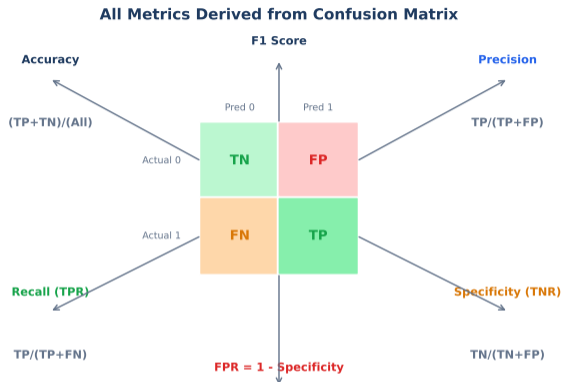 All Metrics Derived from Confusion Matrix
F1 Score
Accuracy
Precision
(TP+TN)/(All)
TP/(TP+FP)
Pred 0
Pred 1
Actual 0
TN
FP
Actual 1
FN
TP
Recall (TPR)
Specificity (TNR)
TP/(TP+FN)
TN/(TN+FP)
FPR = 1 - Specificity